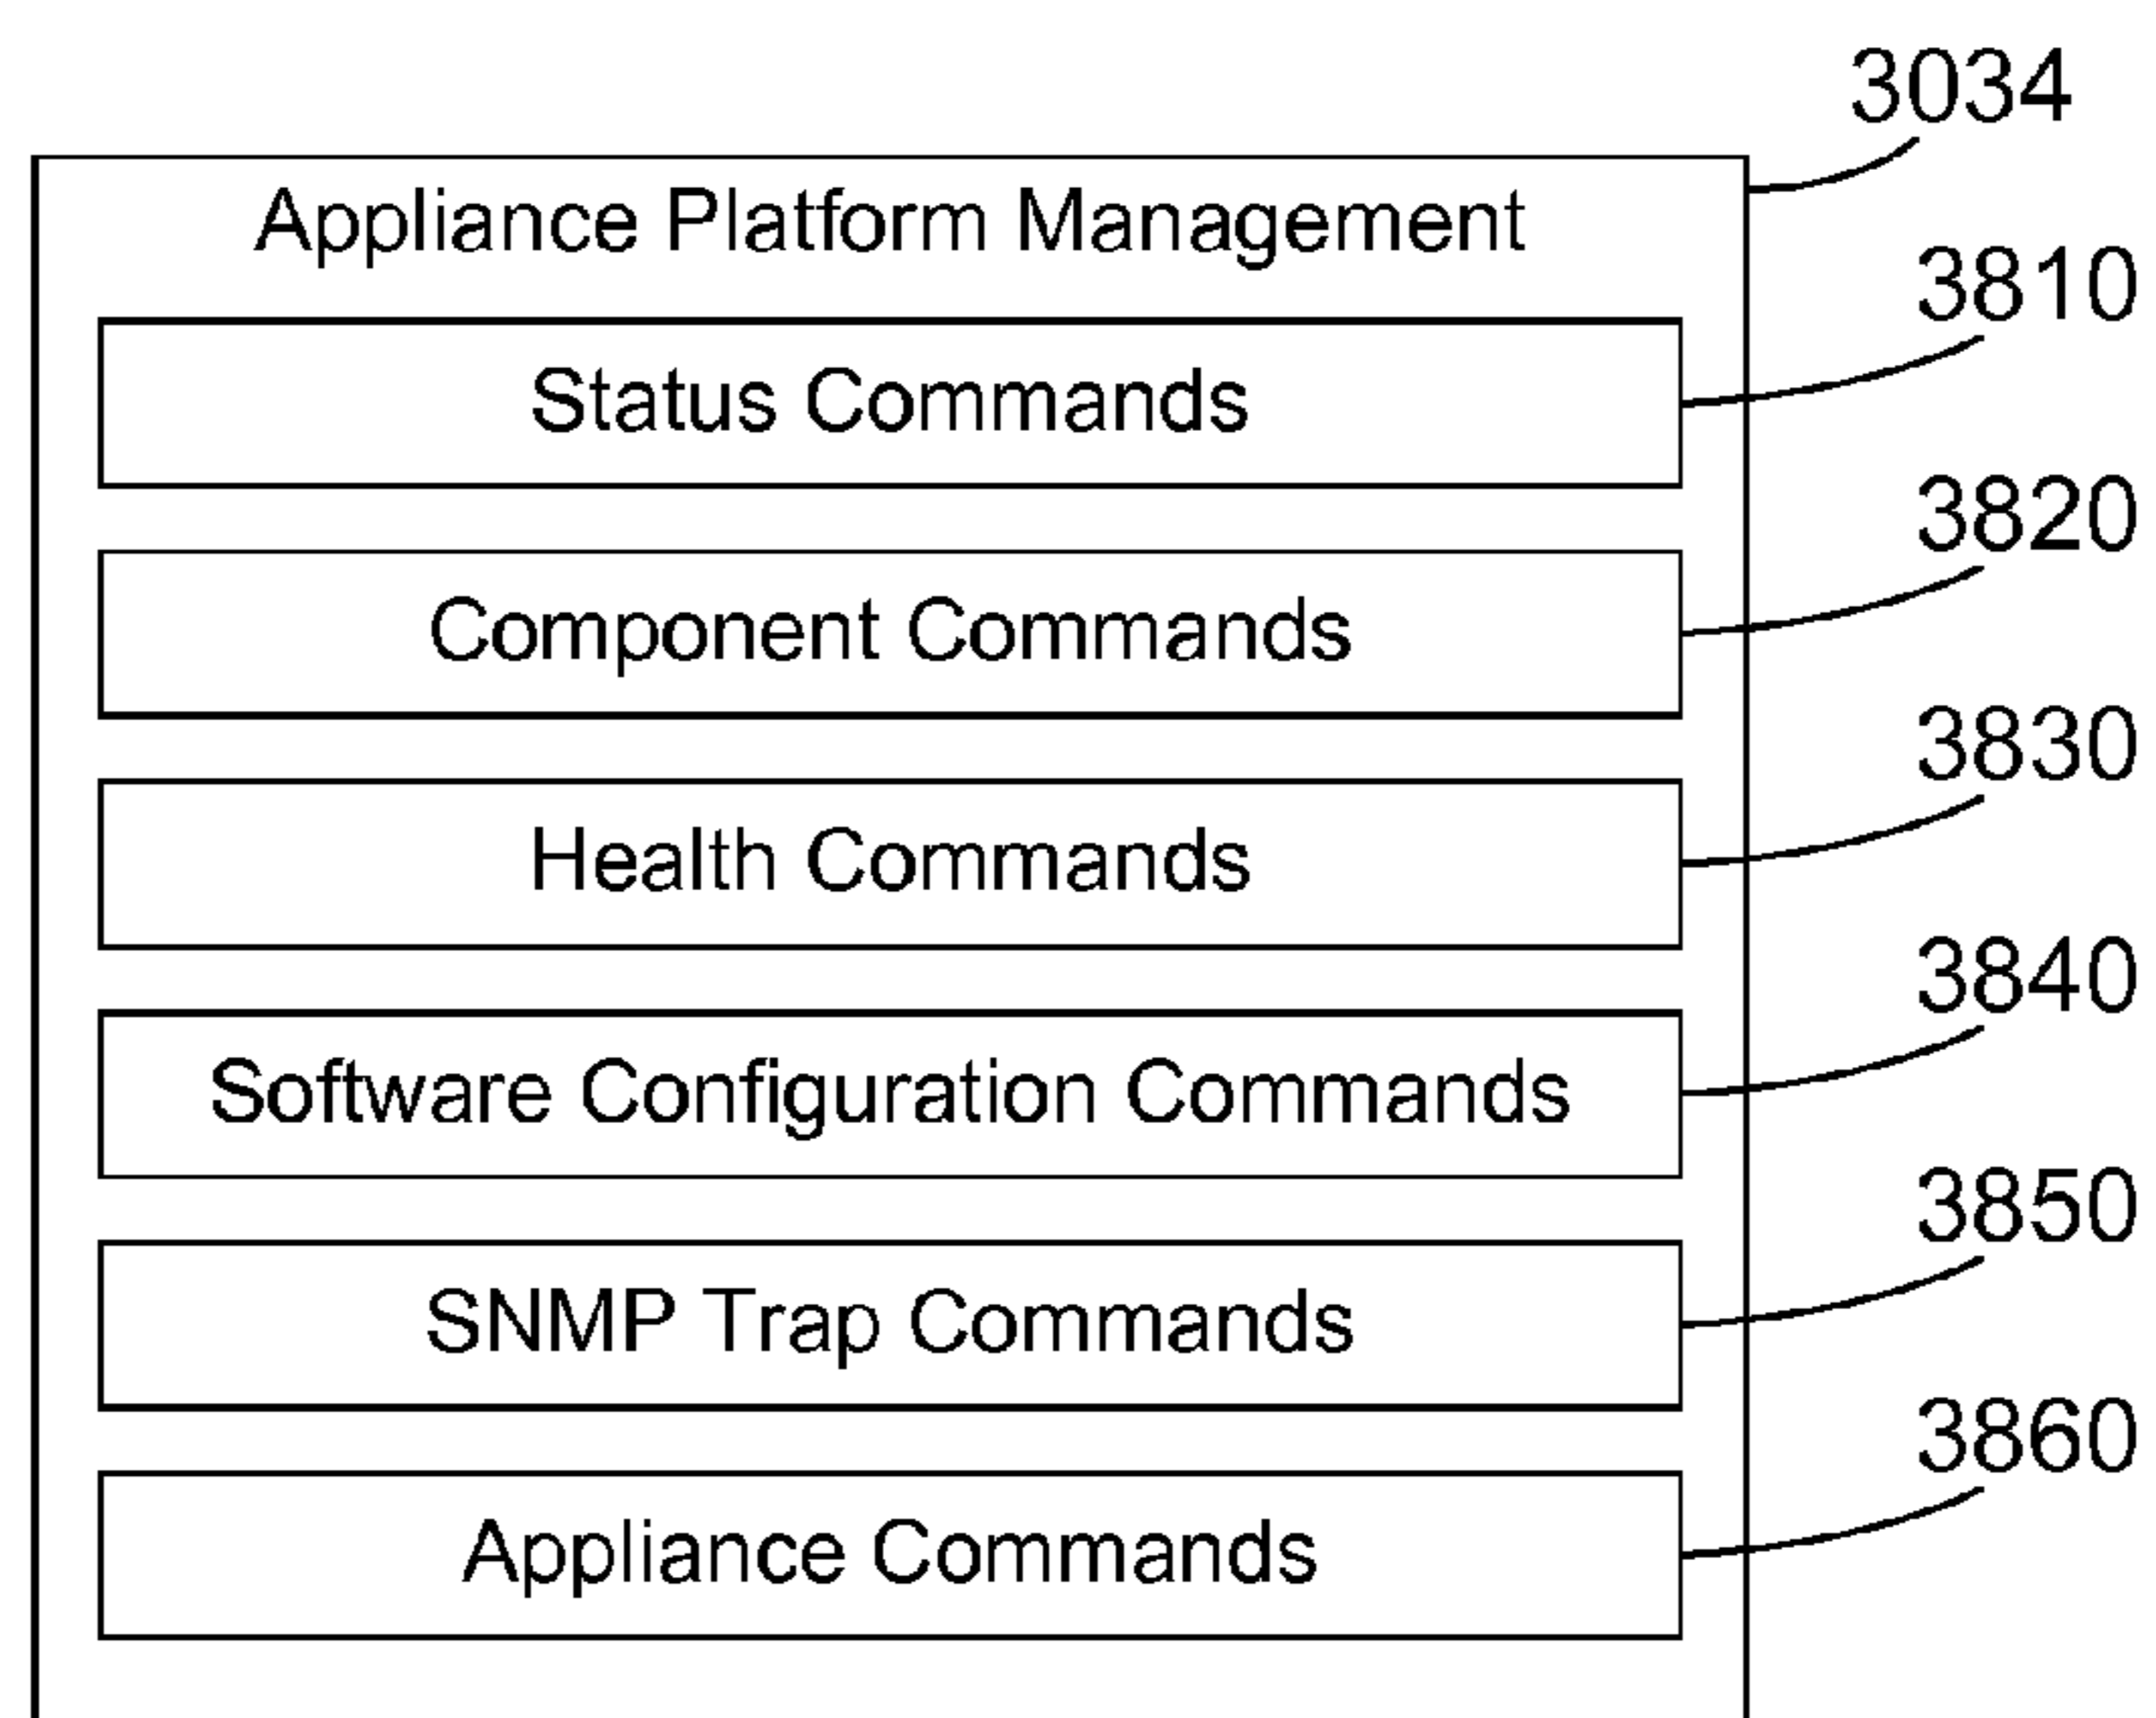 3034
Appliance Platform Management
3810
Status Commands
3820
Component Commands
3830
Health Commands
3840
Software Configuration Commands
3850
SNMP Trap Commands
3860
Appliance Commands